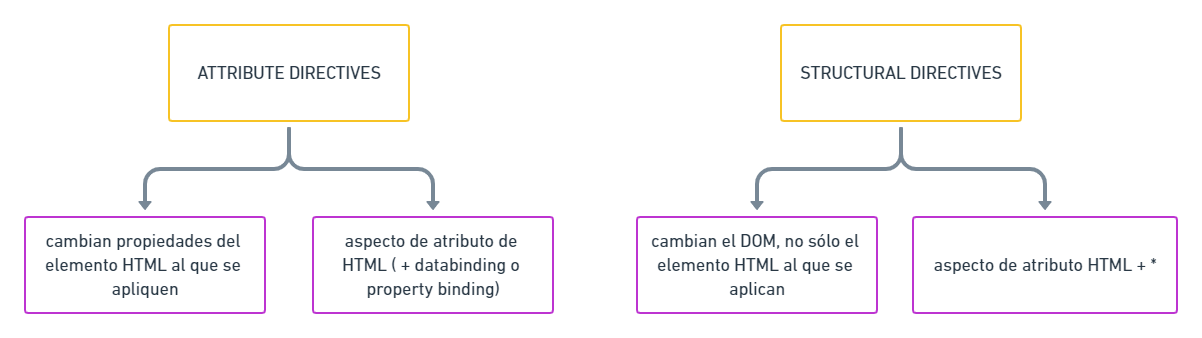 ATTRIBUTE DIRECTIVES
STRUCTURAL DIRECTIVES
cambian propiedades del
elemento HTML al que se
apliquen
aspecto de atributo de
HTML ( + databinding o
property binding)
cambian el DOM, no sólo el
elemento HTML al que se
aplican
aspecto de atributo HTML + *